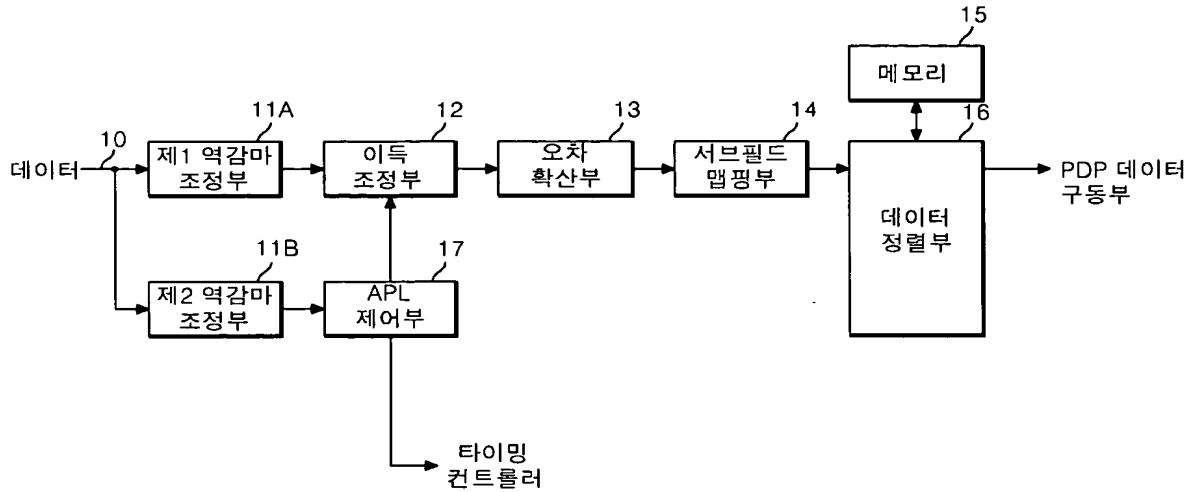 15
메모리
11A
12
13
14
16
10
데이터
제1 역감마
조정부
이득
조정부
오차
확산부
서브필드
맵핑부
데이터
정렬부
PDP 데이터
구동부
11B
17
제2 역감마
조정부
APL
제어부
타이밍
컨트롤러